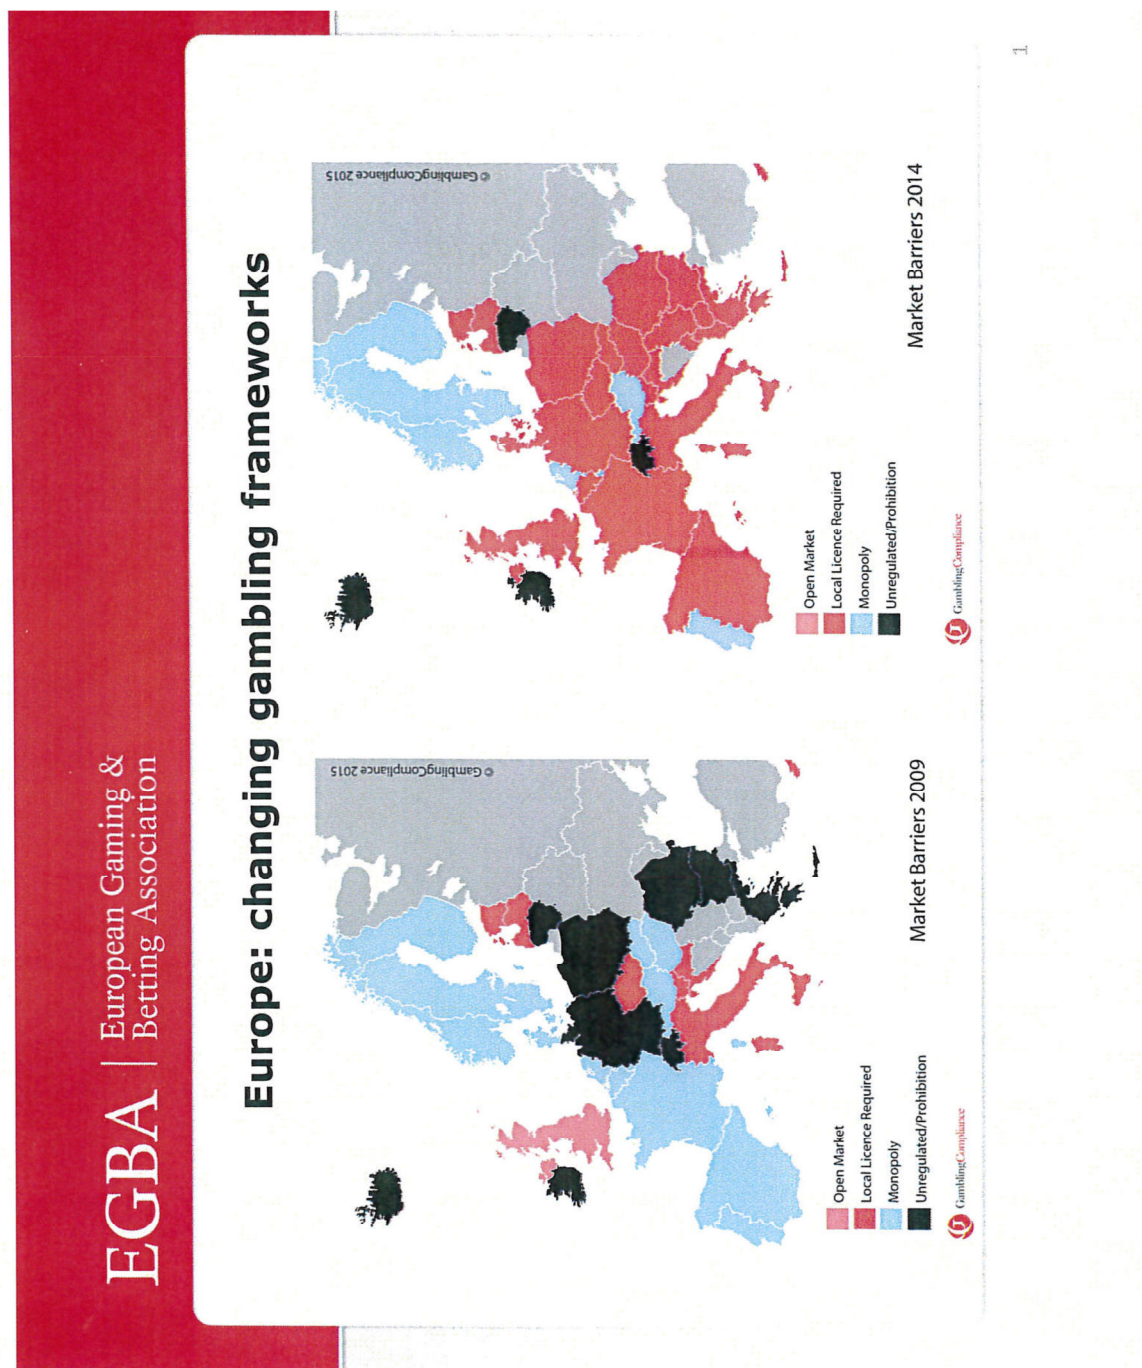 EGBA
European Gaming &
Betting Association
Europe: changing gambling frameworks
© GamblingCompliance 2015
Open Market
Local Licence Required
Monopoly
Unregulated/Prohibition
GamblingCompliance
Market Barriers 2009
© GamblingCompliance 2015
Open Market
Local Licence Required
Monopoly
Unregulated/Prohibition
GamblingCompliance
Market Barriers 2014
1